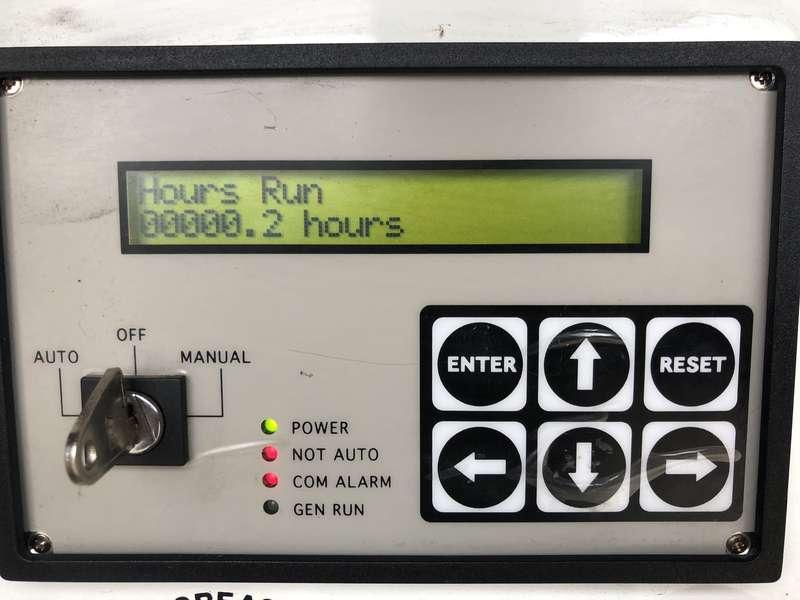 Hours Run
00000.2 hours
OFF
AUTO
MANUAL
POWER
NOT AUTO
COM ALARM
GEN RUN
ENTER
RESET